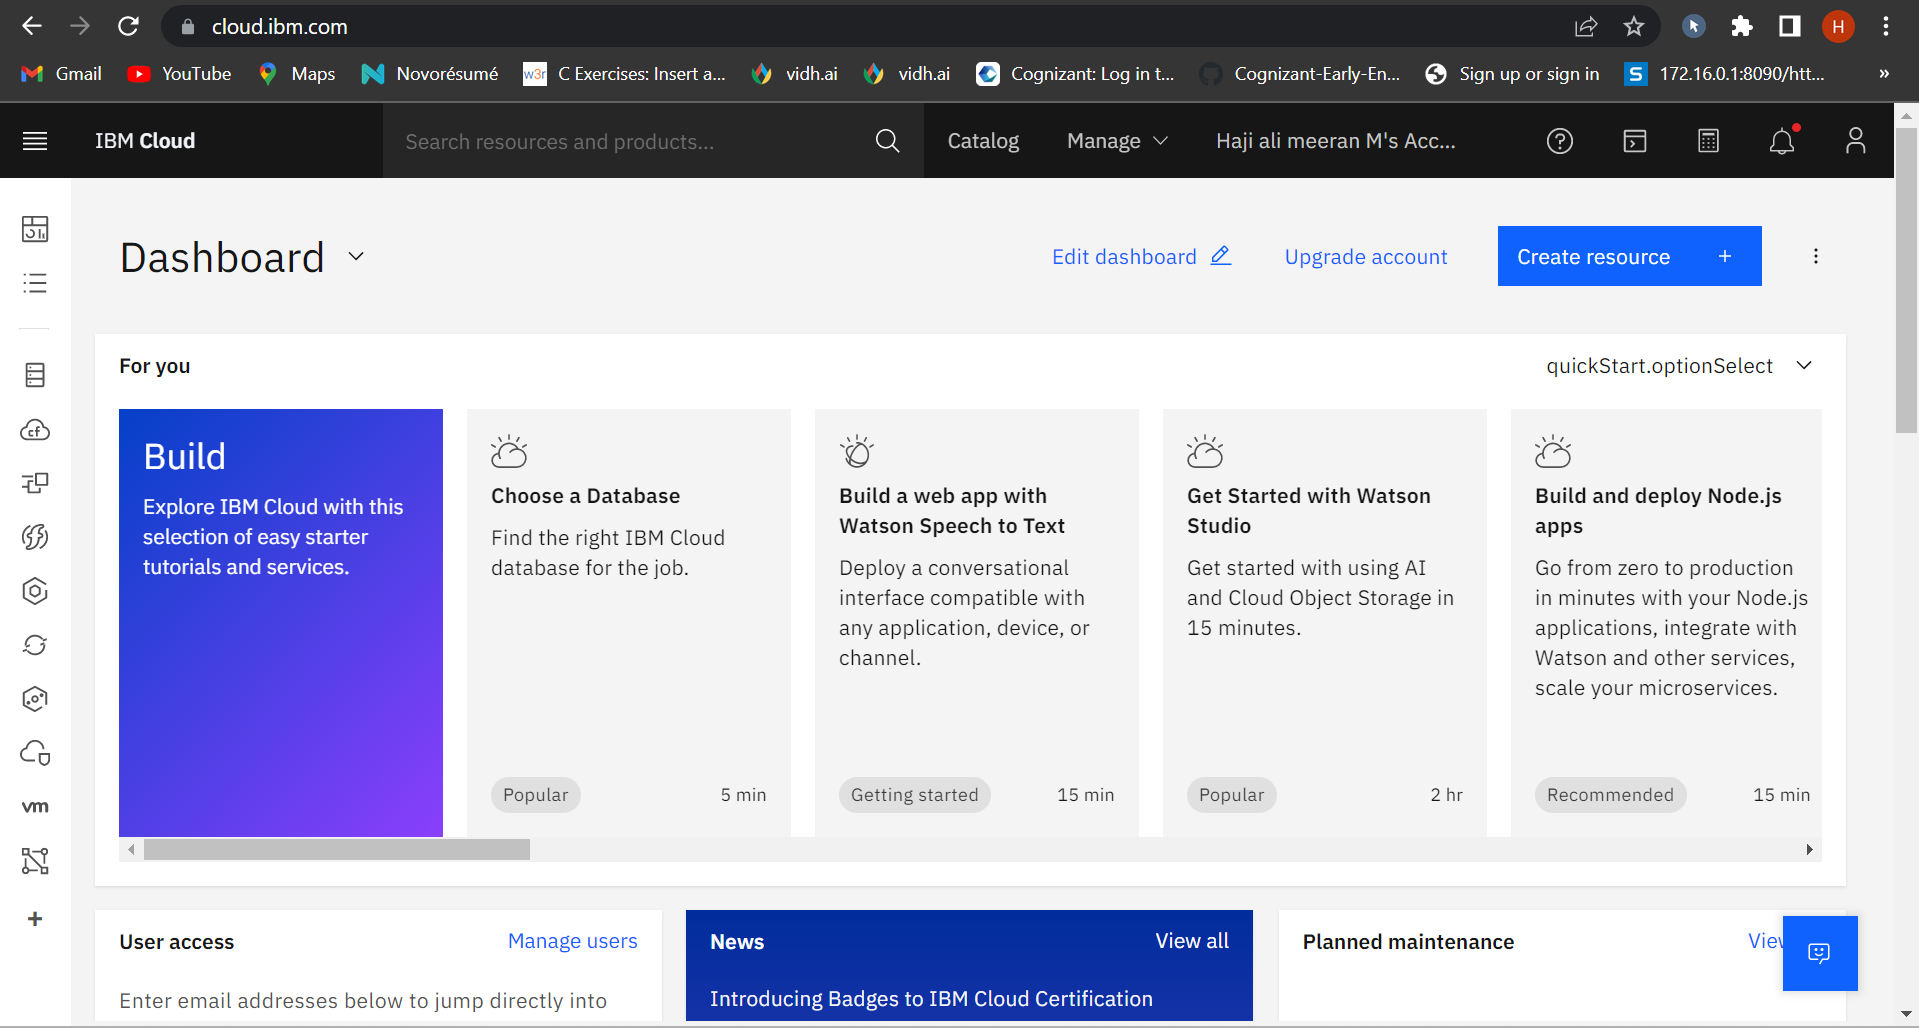 cloud.ibm.com
H
Gmail
YouTube
Maps
Novorésumé
w3r
C Exercises: Insert a...
vidh.ai
vidh.ai
Cognizant: Log in t...
Cognizant-Early-En...
Sign up or sign in
S
172.16.0.1:8090/htt...
»
IBM Cloud
Search resources and products...
Catalog
Manage
Haji ali meeran M's Acc...
Dashboard
Edit dashboard
Upgrade account
Create resource +
For you
quickStart.optionSelect
Build
Explore IBM Cloud with this
selection of easy starter
tutorials and services.
Choose a Database
Find the right IBM Cloud
database for the job.
Popular
5 min
Build a web app with
Watson Speech to Text
Deploy a conversational
interface compatible with
any application, device, or
channel.
Getting started
15 min
Get Started with Watson
Studio
Get started with using AI
and Cloud Object Storage in
15 minutes.
Popular
2 hr
Build and deploy Node.js
apps
Go from zero to production
in minutes with your Node.js
applications, integrate with
Watson and other services,
scale your microservices.
Recommended
15 min
cf
vm
User access
Manage users
Enter email addresses below to jump directly into
News
View all
Introducing Badges to IBM Cloud Certification
Planned maintenance